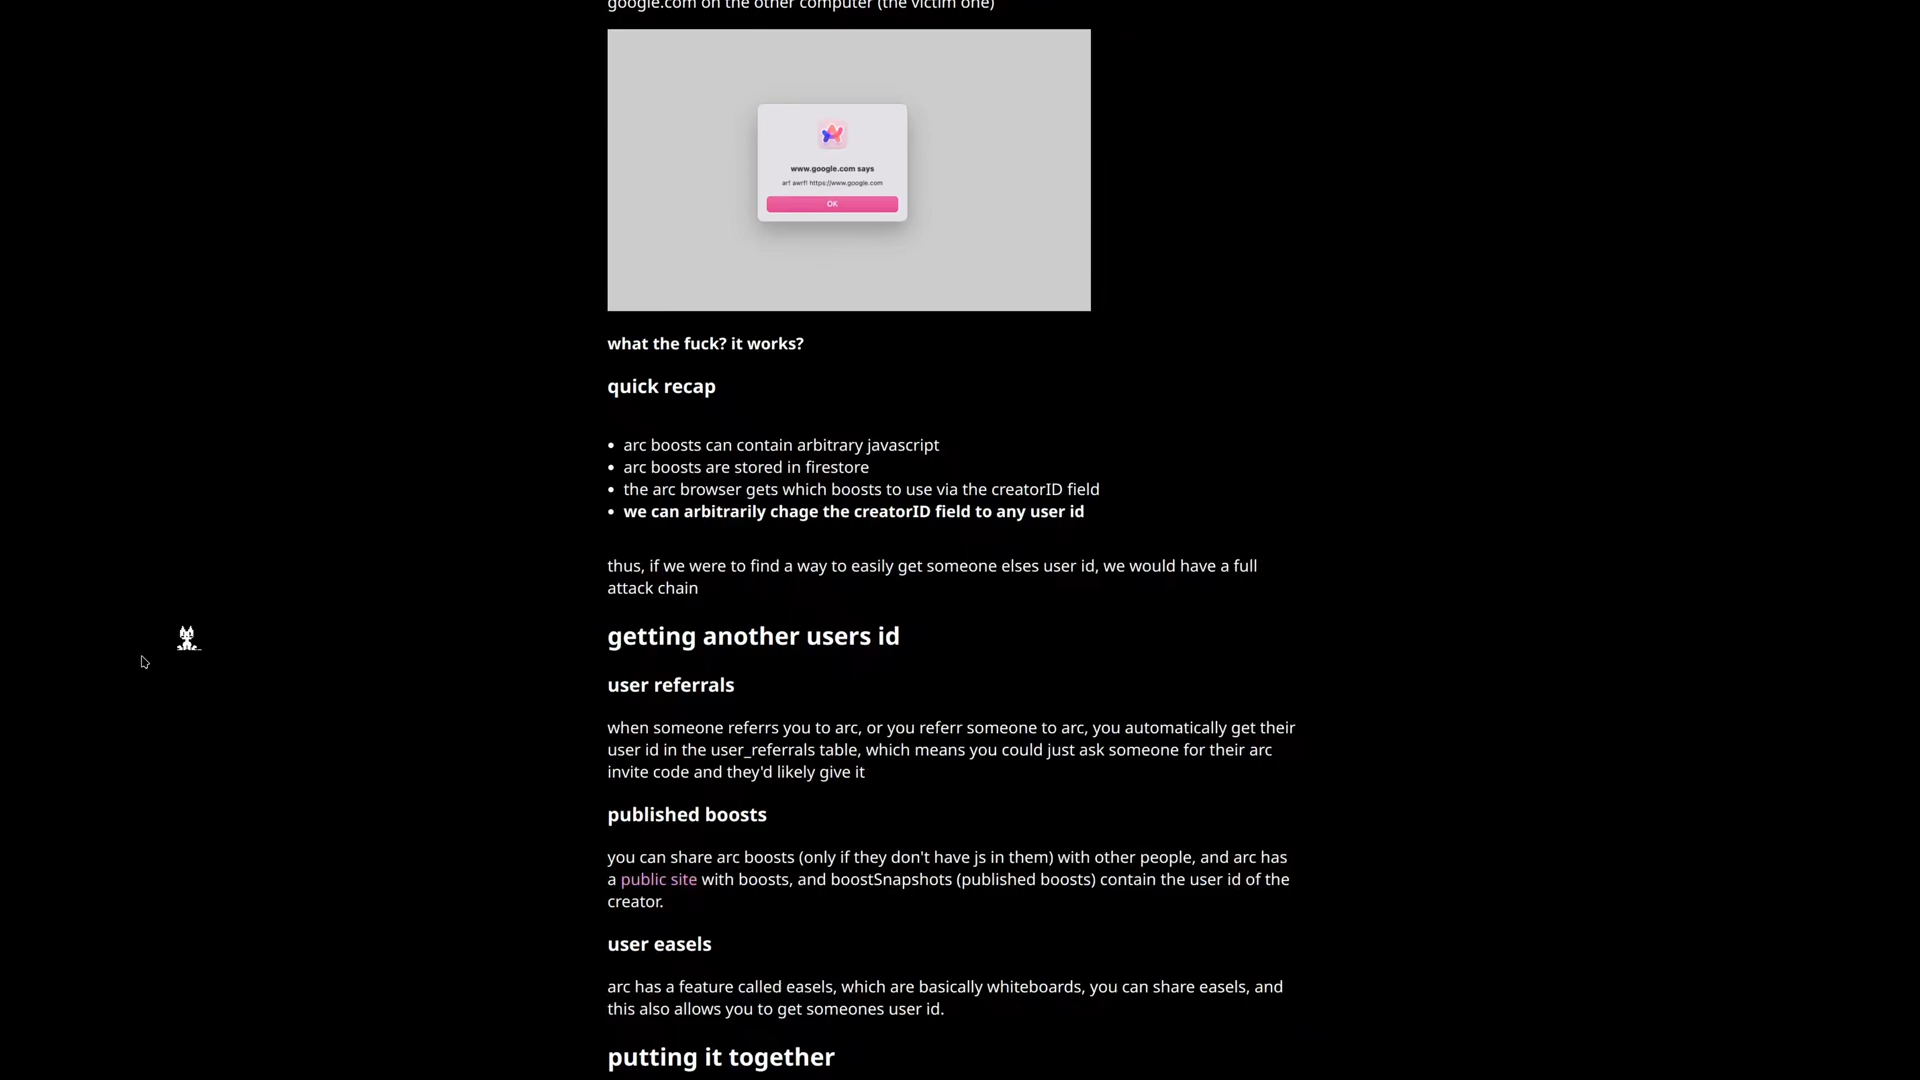 google.com on the other computer (the victim one)
www.google.com says
arf awrf! https://www.google.com
OK
what the fuck? it works?
quick recap
• arc boosts can contain arbitrary javascript
• arc boosts are stored in firestore
• the arc browser gets which boosts to use via the creatorID field
• we can arbitrarily chage the creatorID field to any user id
thus, if we were to find a way to easily get someone elses user id, we would have a full
attack chain
getting another users id
user referrals
when someone referrs you to arc, or you referr someone to arc, you automatically get their
user id in the user_referrals table, which means you could just ask someone for their arc
invite code and they'd likely give it
published boosts
you can share arc boosts (only if they don't have js in them) with other people, and arc has
a public site with boosts, and boostSnapshots (published boosts) contain the user id of the
creator.
user easels
arc has a feature called easels, which are basically whiteboards, you can share easels, and
this also allows you to get someones user id.
putting it together